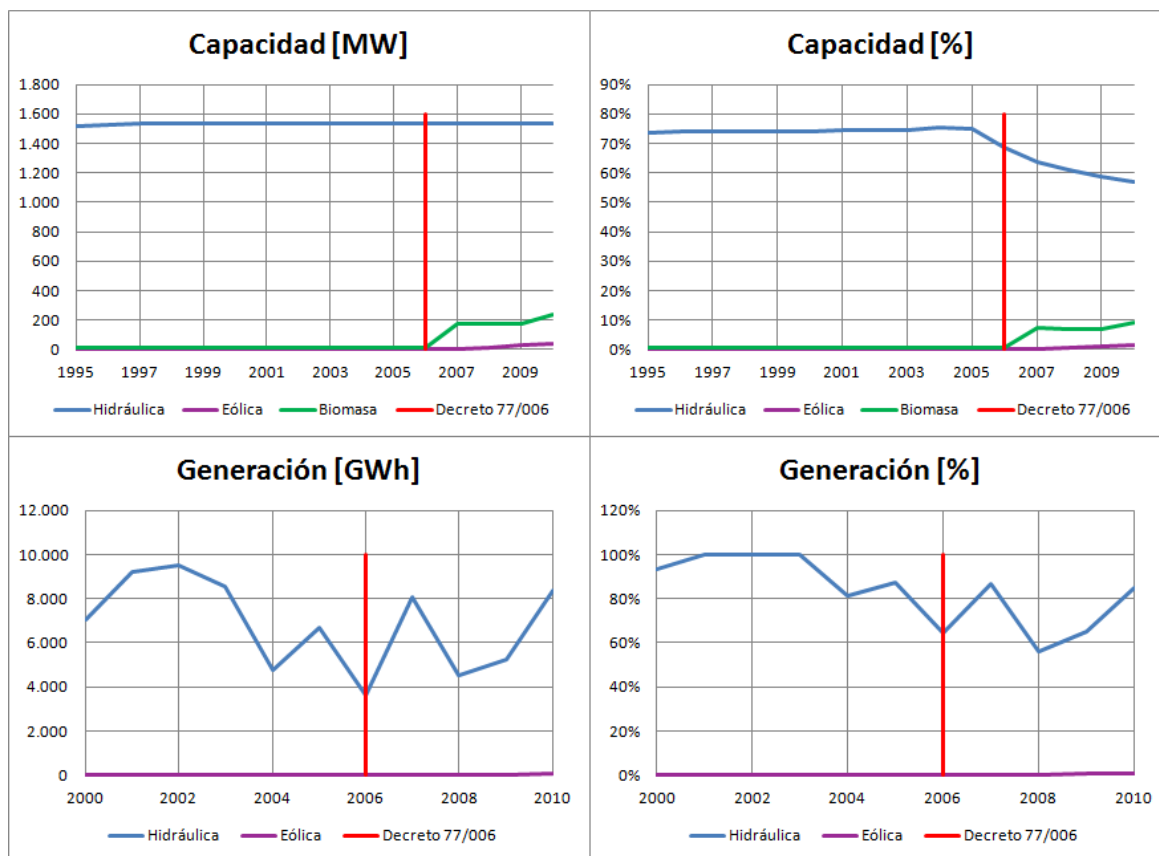 Capacidad [MW]
1.800
1.600
1.400
1.200
1.000
800
600
400
200
0
1995 1997 1999 2001 2003 2005 2007 2009
Hidráulica Eólica Biomasa Decreto 77/006
Capacidad [%]
90%
80%
70%
60%
50%
40%
30%
20%
10%
0%
1995 1997 1999 2001 2003 2005 2007 2009
Hidráulica Eólica Biomasa Decreto 77/006
Generación [GWh]
12.000
10.000
8.000
6.000
4.000
2.000
0
2000 2002 2004 2006 2008 2010
Hidráulica Eólica Decreto 77/006
Generación [%]
120%
100%
80%
60%
40%
20%
0%
2000 2002 2004 2006 2008 2010
Hidráulica Eólica Decreto 77/006